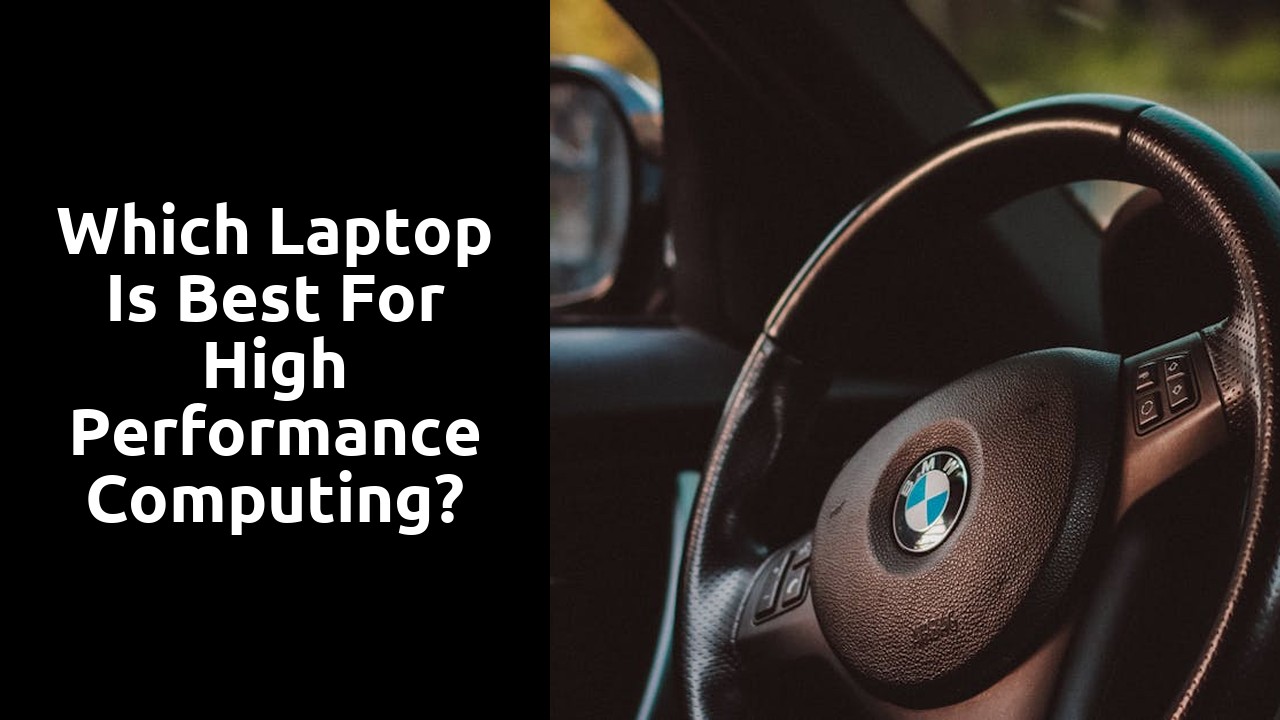 Which Laptop
Is Best For
High
Performance
Computing?
BMW